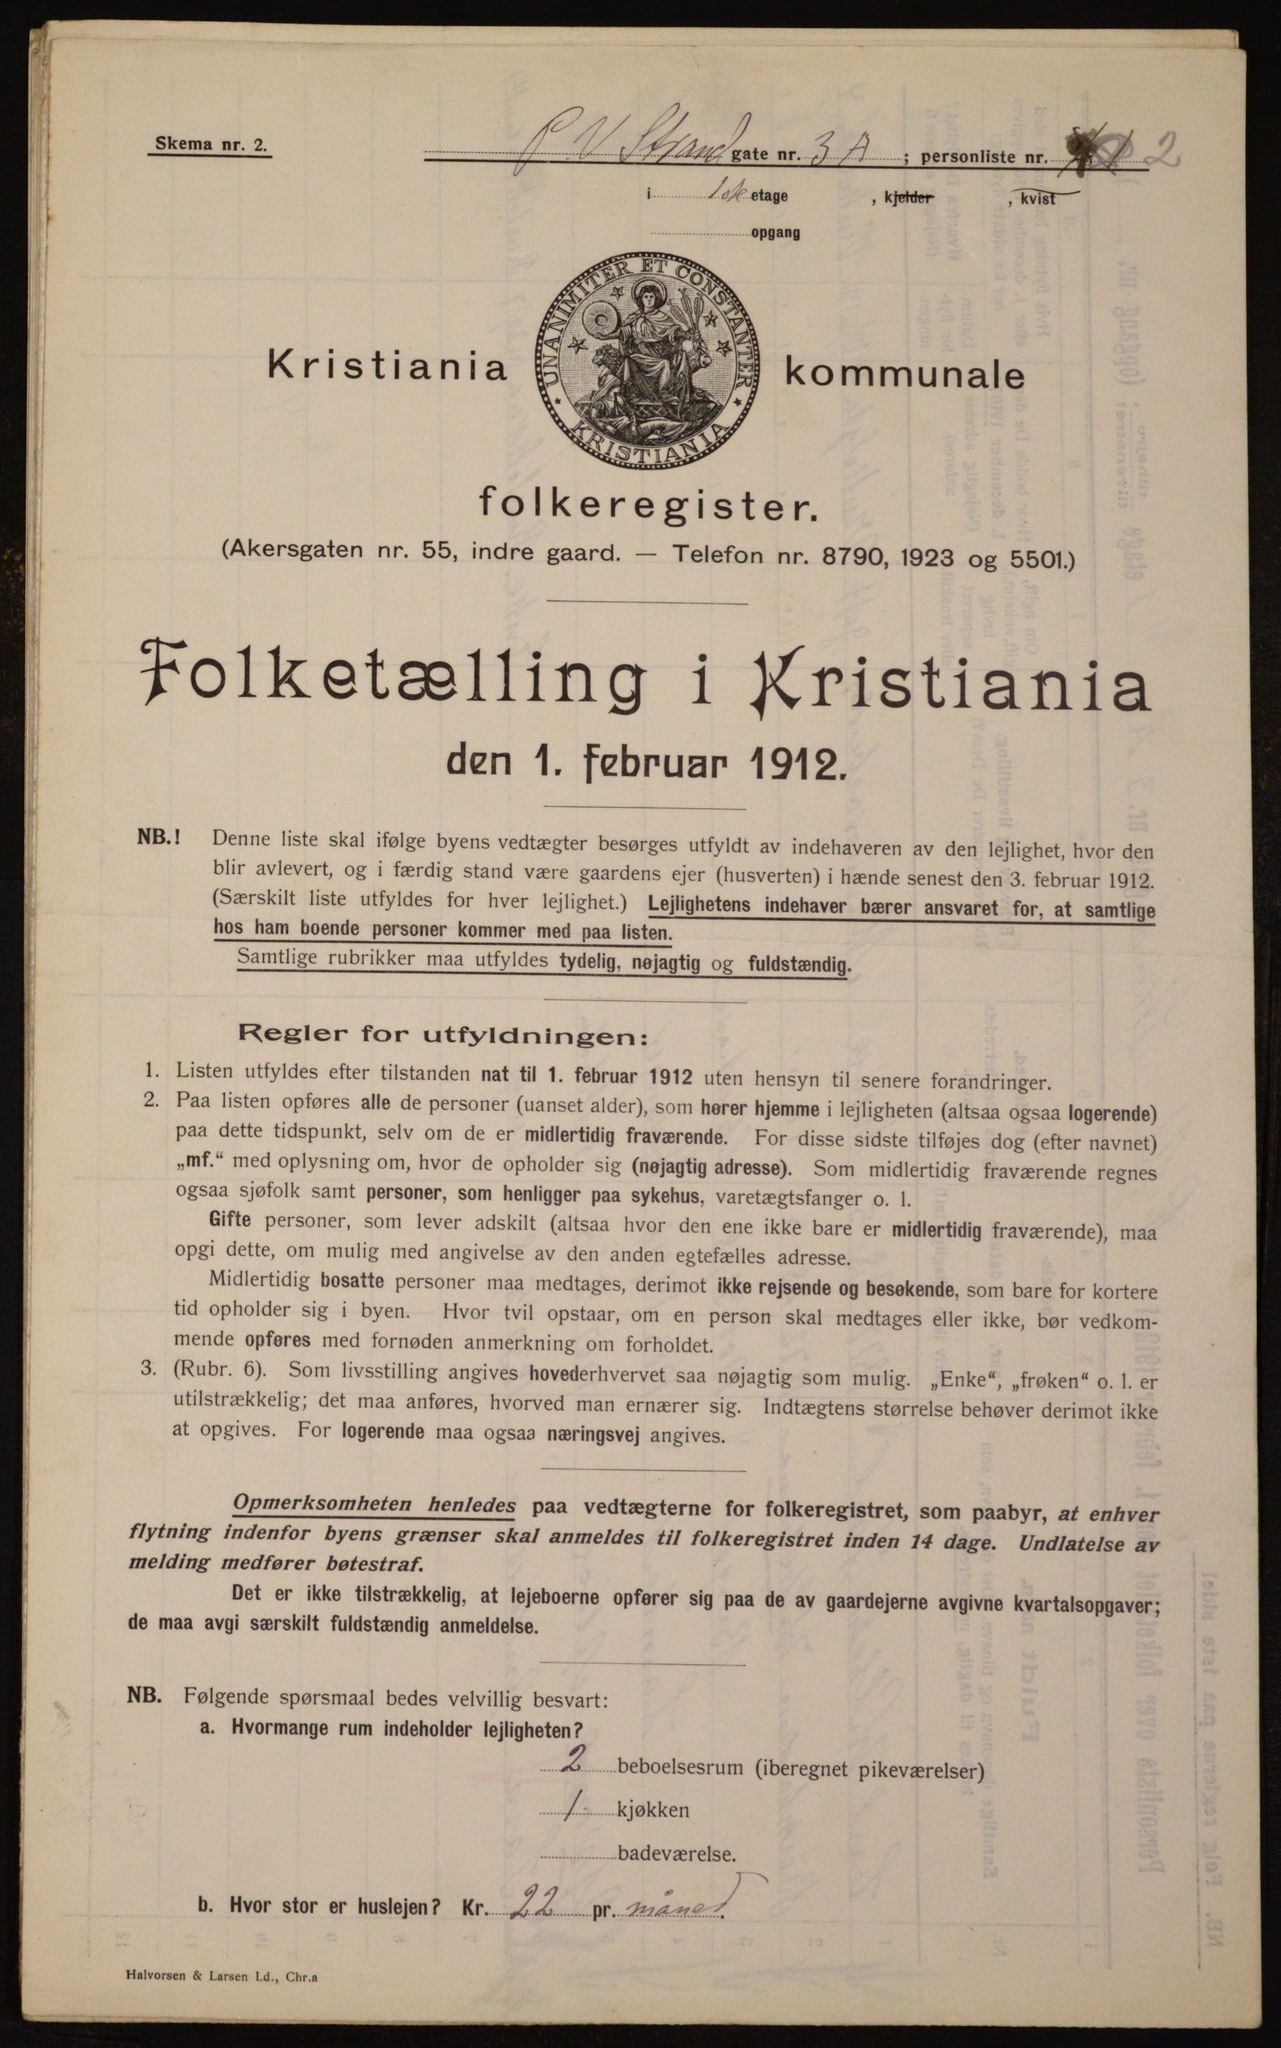 Skema nr. 2.
P V Strand gate nr. 3 A ; personliste nr. 2
i 1ste etage , kjelder , kvist
opgang
UNANIMITER ET CONSTANTER
KRISTIANIA
Kristiania kommunale
folkeregister.
(Akersgaten nr. 55, indre gaard. — Telefon nr. 8790, 1923 og 5501.)
Folketælling i Kristiania
den 1. februar 1912.
NB.! Denne liste skal ifølge byens vedtægter besørges utfyldt av indehaveren av den lejlighet, hvor den
blir avlevert, og i færdig stand være gaardens ejer (husverten) i hænde senest den 3. februar 1912.
(Særskilt liste utfyldes for hver lejlighet.) Lejlighetens indehaver bærer ansvaret for, at samtlige
hos ham boende personer kommer med paa listen.
Samtlige rubrikker maa utfyldes tydelig, nøjagtig og fuldstændig.
Regler for utfyldningen:
1. Listen utfyldes efter tilstanden nat til 1. februar 1912 uten hensyn til senere forandringer.
2. Paa listen opføres alle de personer (uanset alder), som hører hjemme i lejligheten (altsaa ogsaa logerende)
paa dette tidspunkt, selv om de er midlertidig fraværende. For disse sidste tilføjes dog (efter navnet)
„mf.“ med oplysning om, hvor de opholder sig (nøjagtig adresse). Som midlertidig fraværende regnes
ogsaa sjøfolk samt personer, som henligger paa sykehus, varetægtsfanger o. l.
Gifte personer, som lever adskilt (altsaa hvor den ene ikke bare er midlertidig fraværende), maa
opgi dette, om mulig med angivelse av den anden egtefælles adresse.
Midlertidig bosatte personer maa medtages, derimot ikke rejsende og besøkende, som bare for kortere
tid opholder sig i byen. Hvor tvil opstaar, om en person skal medtages eller ikke, bør vedkom-
mende opføres med fornøden anmerkning om forholdet.
3. (Rubr. 6). Som livsstilling angives hovederhvervet saa nøjagtig som mulig. „Enke“, „frøken“ o. l. er
utilstrækkelig; det maa anføres, hvorved man ernærer sig. Indtægtens størrelse behøver derimot ikke
at opgives. For logerende maa ogsaa næringsvej angives.
Opmerksomheten henledes paa vedtægterne for folkeregistret, som paabyr, at enhver
flytning indenfor byens grænser skal anmeldes til folkeregistret inden 14 dage. Undlatelse av
melding medfører bøtestraf.
Det er ikke tilstrækkelig, at lejeboerne opfører sig paa de av gaardejerne avgivne kvartalsopgaver;
de maa avgi særskilt fuldstændig anmeldelse.
NB. Følgende spørsmaal bedes velvillig besvart:
a. Hvormange rum indeholder lejligheten?
2 beboelsesrum (iberegnet pikeværelser)
1 kjøkken
badeværelse.
b. Hvor stor er huslejen? Kr. 22 pr. måned.
Halvorsen & Larsen Ld., Chr.a